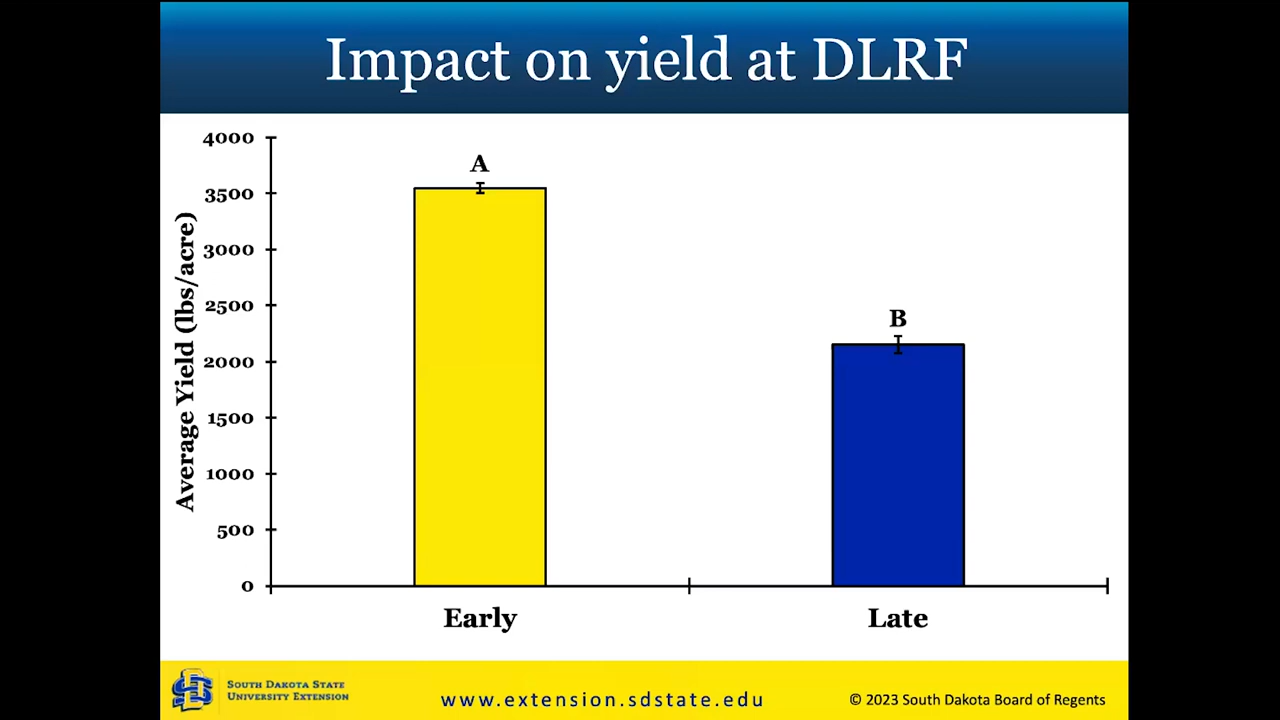 Impact on yield at DLRF
Average Yield (lbs/acre)
4000
3500
3000
2500
2000
1500
1000
500
0
A
B
Early
Late
SOUTH DAKOTA STATE
UNIVERSITY EXTENSION
www.extension.sdstate.edu
© 2023 South Dakota Board of Regents